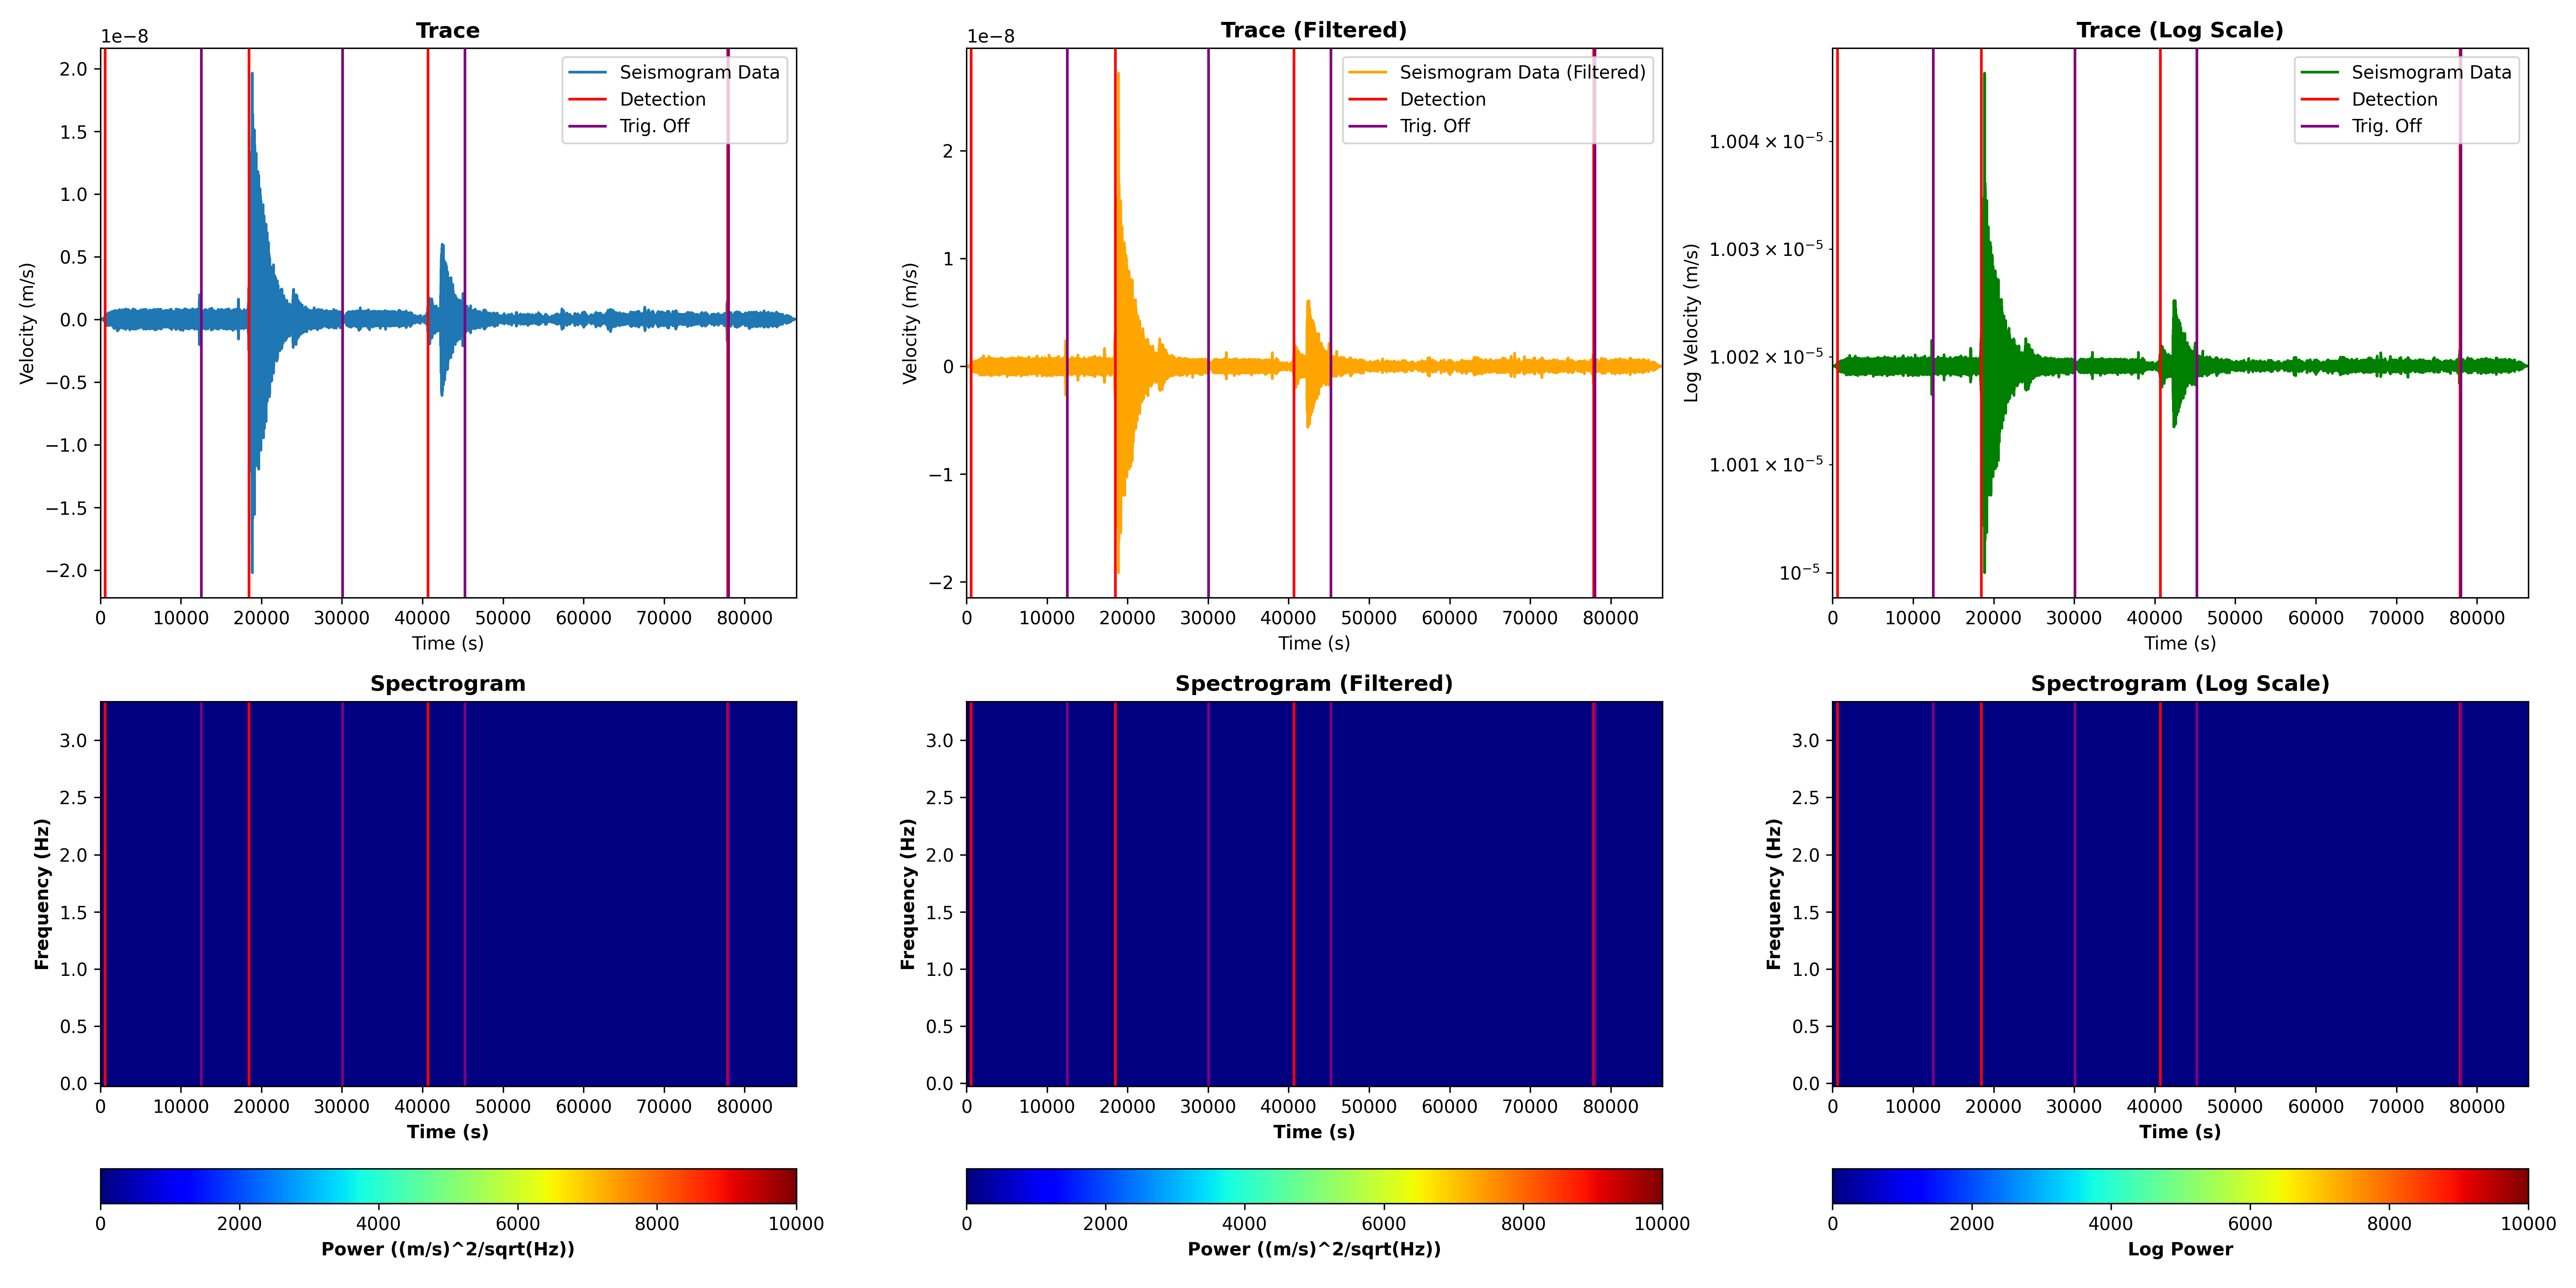 Trace
1e−8
Velocity (m/s)
2.0
1.5
1.0
0.5
0.0
−0.5
−1.0
−1.5
−2.0
Seismogram Data
Detection
Trig. Off
0 10000 20000 30000 40000 50000 60000 70000 80000
Time (s)
Trace (Filtered)
1e−8
Velocity (m/s)
2
1
0
−1
−2
Seismogram Data (Filtered)
Detection
Trig. Off
0 10000 20000 30000 40000 50000 60000 70000 80000
Time (s)
Trace (Log Scale)
Log Velocity (m/s)
1.004 × 10⁻⁵
1.003 × 10⁻⁵
1.002 × 10⁻⁵
1.001 × 10⁻⁵
10⁻⁵
Seismogram Data
Detection
Trig. Off
0 10000 20000 30000 40000 50000 60000 70000 80000
Time (s)
Spectrogram
Frequency (Hz)
3.0
2.5
2.0
1.5
1.0
0.5
0.0
0 10000 20000 30000 40000 50000 60000 70000 80000
Time (s)
0 2000 4000 6000 8000 10000
Power ((m/s)^2/sqrt(Hz))
Spectrogram (Filtered)
Frequency (Hz)
3.0
2.5
2.0
1.5
1.0
0.5
0.0
0 10000 20000 30000 40000 50000 60000 70000 80000
Time (s)
0 2000 4000 6000 8000 10000
Power ((m/s)^2/sqrt(Hz))
Spectrogram (Log Scale)
Frequency (Hz)
3.0
2.5
2.0
1.5
1.0
0.5
0.0
0 10000 20000 30000 40000 50000 60000 70000 80000
Time (s)
0 2000 4000 6000 8000 10000
Log Power